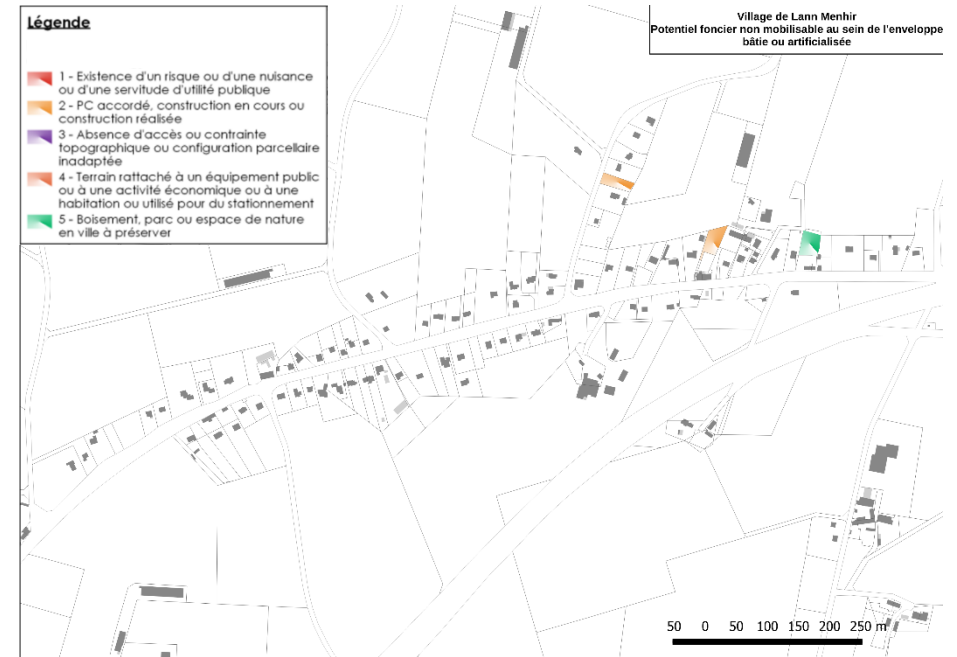 Légende
1 - Existence d'un risque ou d'une nuisance
ou d'une servitude d'utilité publique
2 - PC accordé, construction en cours ou
construction réalisée
3 - Absence d'accès ou contrainte
topographique ou configuration parcellaire
inadaptée
4 - Terrain rattaché à un équipement public
ou à une activité économique ou à une
habitation ou utilisé pour du stationnement
5 - Boisement, parc ou espace de nature
en ville à préserver
Village de Lann Menhir
Potentiel foncier non mobilisable au sein de l'enveloppe
bâtie ou artificialisée
50 0 50 100 150 200 250 m